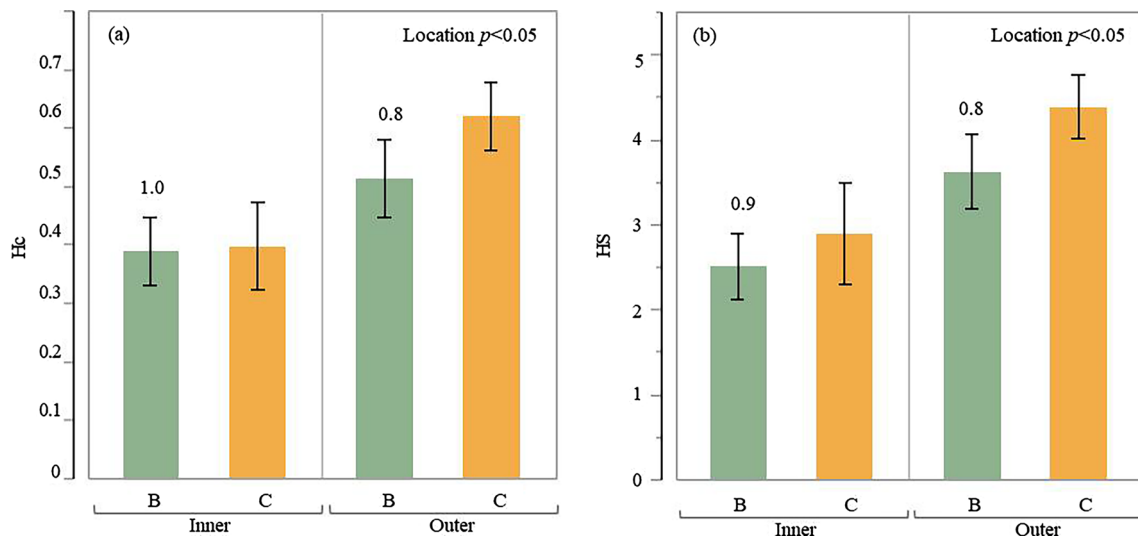 (a)
Location p<0.05
0.7
0.6
0.5
0.4
0.3
0.2
0.1
0
Hc
1.0
0.8
B
C
B
C
Inner
Outer
(b)
Location p<0.05
5
4
3
2
1
0
HS
0.9
0.8
B
C
B
C
Inner
Outer